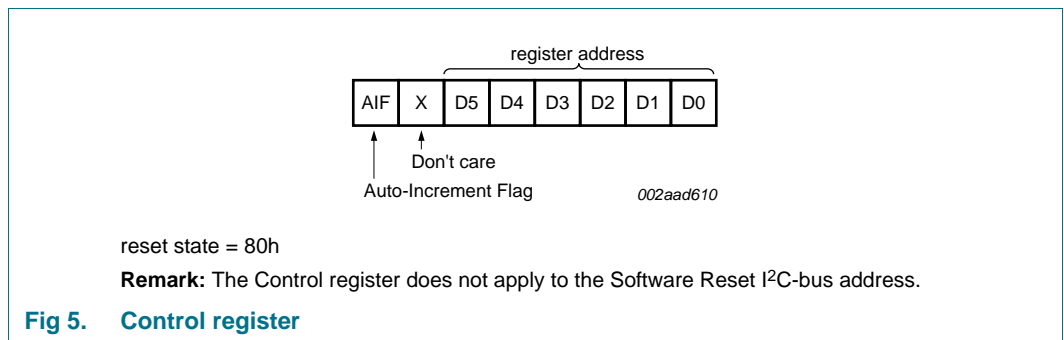 register address
AIF X D5 D4 D3 D2 D1 D0
Don't care
Auto-Increment Flag
002aad610
reset state = 80h
Remark: The Control register does not apply to the Software Reset I²C-bus address.
Fig 5. Control register